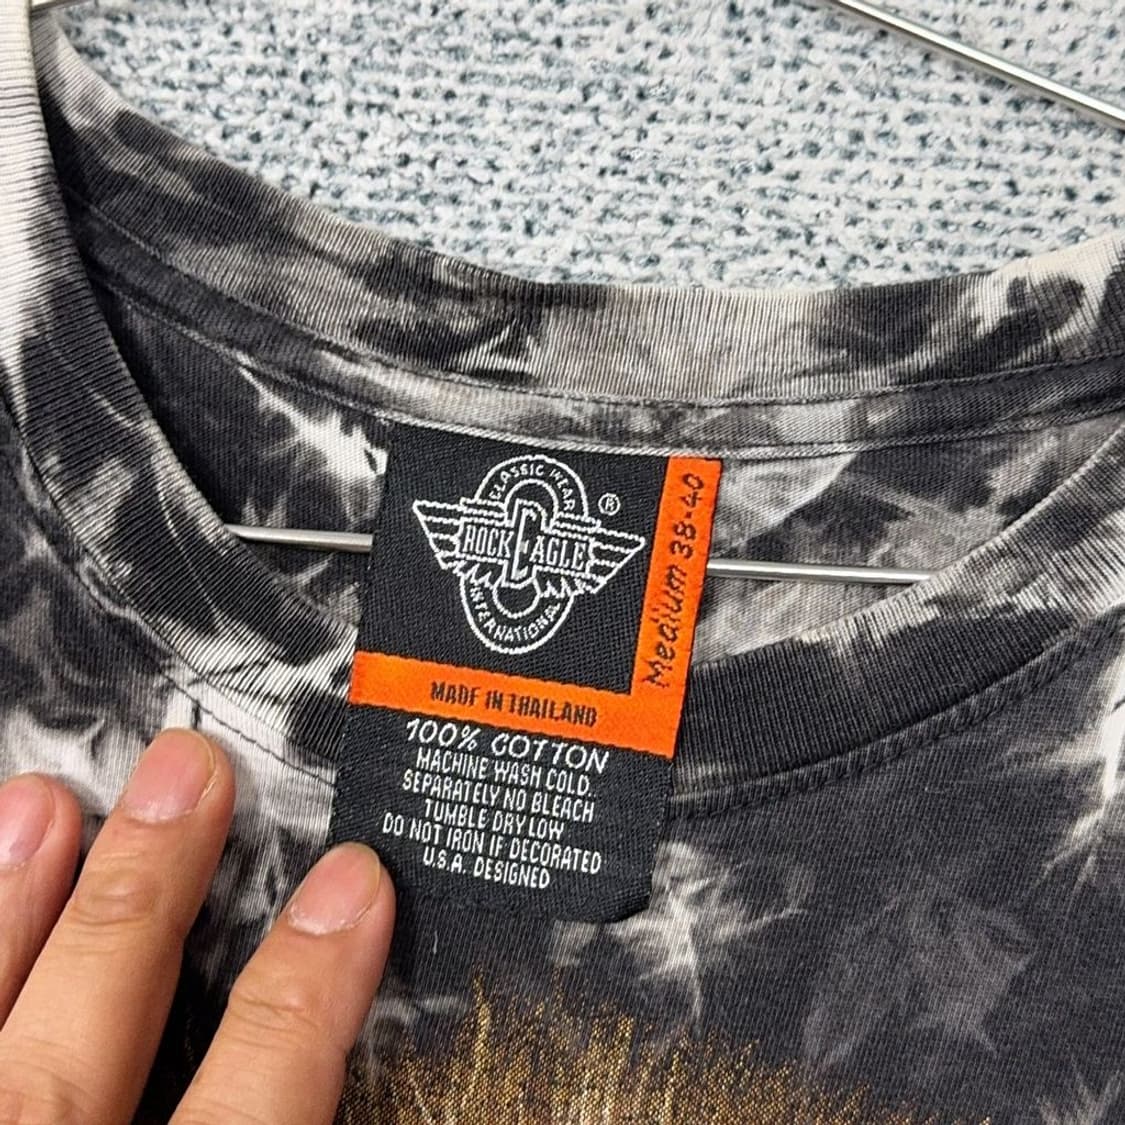 CLASSIC WEAR
®
ROCK EAGLE
INTERNATIONAL
Medium 38-40
MADE IN THAILAND
100% COTTON
MACHINE WASH COLD.
SEPARATELY NO BLEACH
TUMBLE DRY LOW
DO NOT IRON IF DECORATED
U.S.A. DESIGNED